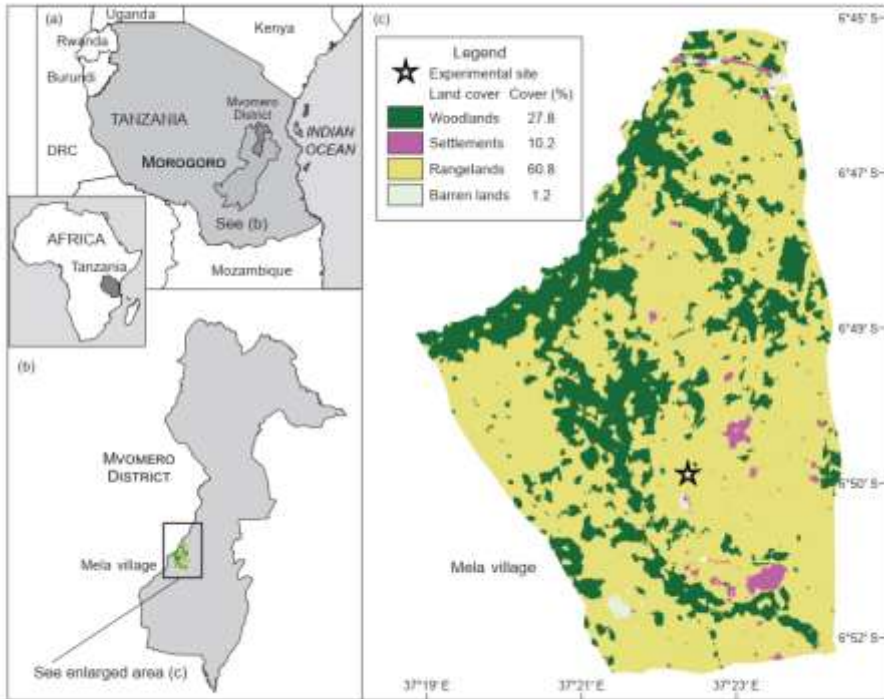 (a)
Uganda
Rwanda
Burundi
Kenya
TANZANIA
Mvomero
District
INDIAN
OCEAN
DRC
MOROGORO
See (b)
AFRICA
Tanzania
Mozambique
(b)
MVOMERO
DISTRICT
Mela village
See enlarged area (c)
(c)
Legend
Experimental site
Land cover Cover (%)
Woodlands 27.8
Settlements 10.2
Rangelands 60.8
Barren lands 1.2
6°45' S
6°47' S
6°49' S
6°50' S
6°52' S
Mela village
37°19' E 37°21' E 37°23' E